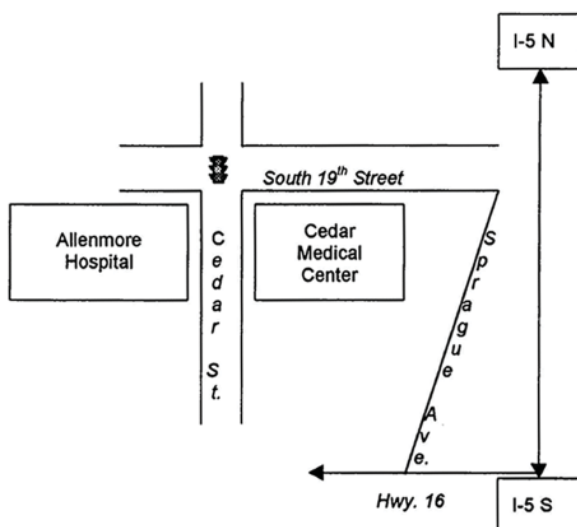 I-5 N
South 19th Street
Allenmore
Hospital
Cedar St.
Cedar
Medical
Center
Sprague Ave.
Hwy. 16
I-5 S